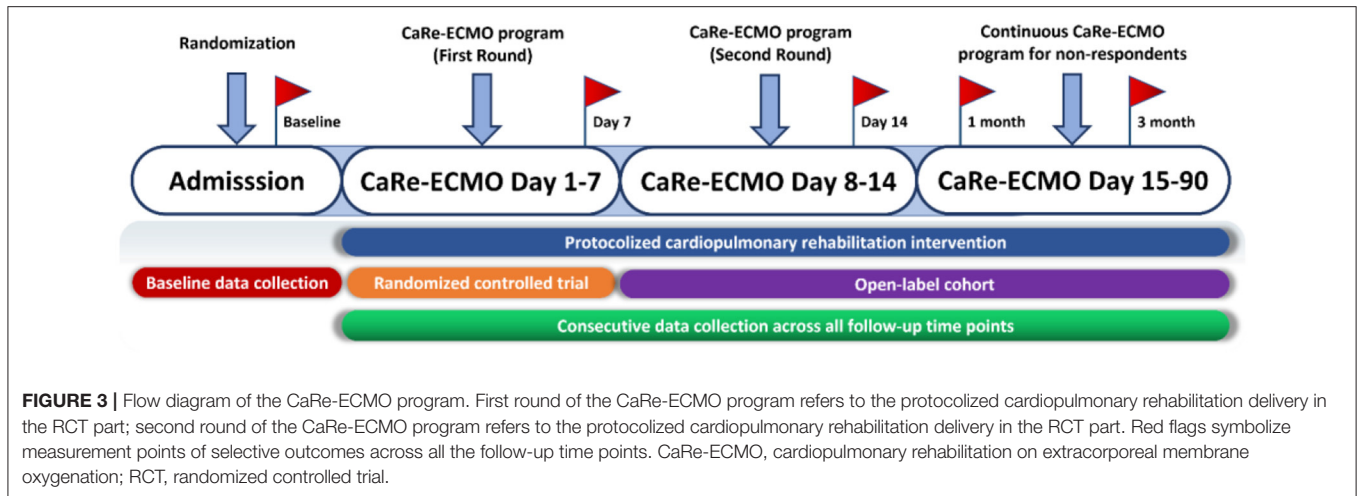 Randomization
CaRe-ECMO program
(First Round)
CaRe-ECMO program
(Second Round)
Continuous CaRe-ECMO
program for non-respondents
Baseline
Day 7
Day 14
1 month
3 month
Admisssion
CaRe-ECMO Day 1-7
CaRe-ECMO Day 8-14
CaRe-ECMO Day 15-90
Protocolized cardiopulmonary rehabilitation intervention
Baseline data collection
Randomized controlled trial
Open-label cohort
Consecutive data collection across all follow-up time points
FIGURE 3 | Flow diagram of the CaRe-ECMO program. First round of the CaRe-ECMO program refers to the protocolized cardiopulmonary rehabilitation delivery in
the RCT part; second round of the CaRe-ECMO program refers to the protocolized cardiopulmonary rehabilitation delivery in the RCT part. Red flags symbolize
measurement points of selective outcomes across all the follow-up time points. CaRe-ECMO, cardiopulmonary rehabilitation on extracorporeal membrane
oxygenation; RCT, randomized controlled trial.